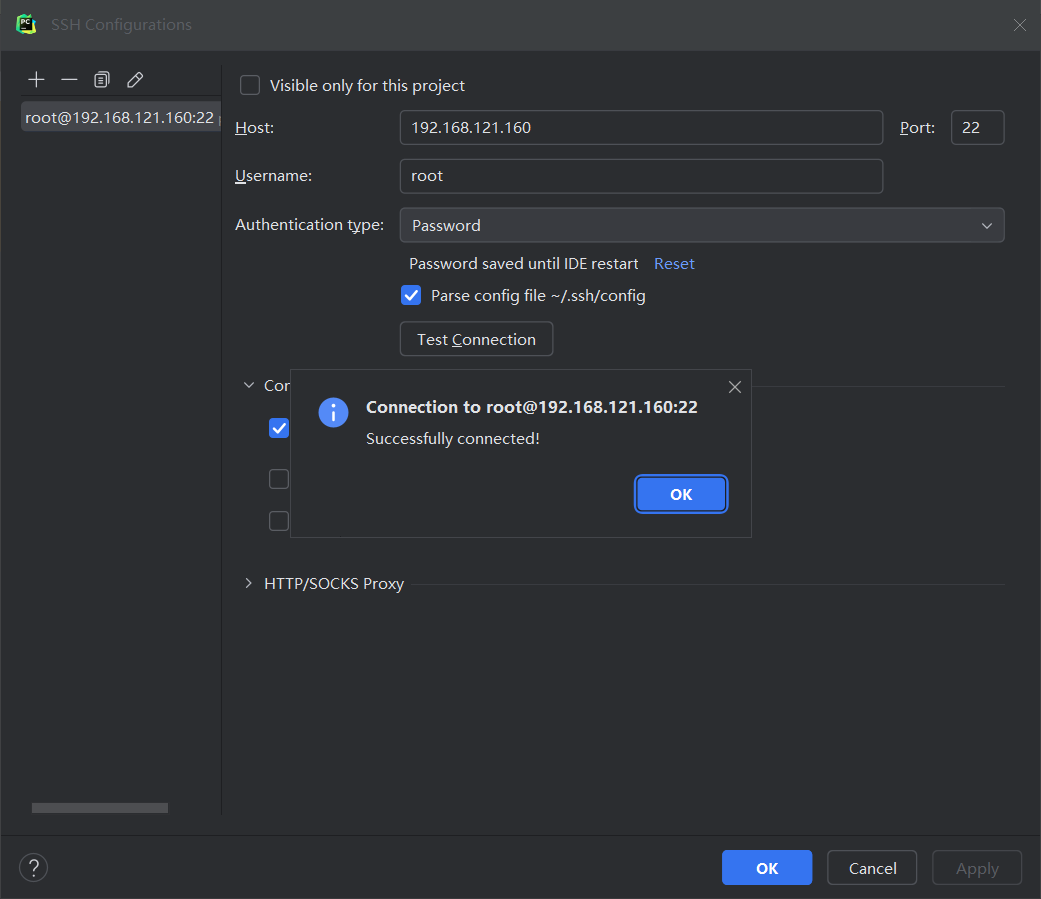 SSH Configurations
root@192.168.121.160:22
Visible only for this project
Host:
192.168.121.160
Port:
22
Username:
root
Authentication type:
Password
Password saved until IDE restart
Reset
Parse config file ~/.ssh/config
Test Connection
Connection to root@192.168.121.160:22
Successfully connected!
OK
HTTP/SOCKS Proxy
?
OK
Cancel
Apply